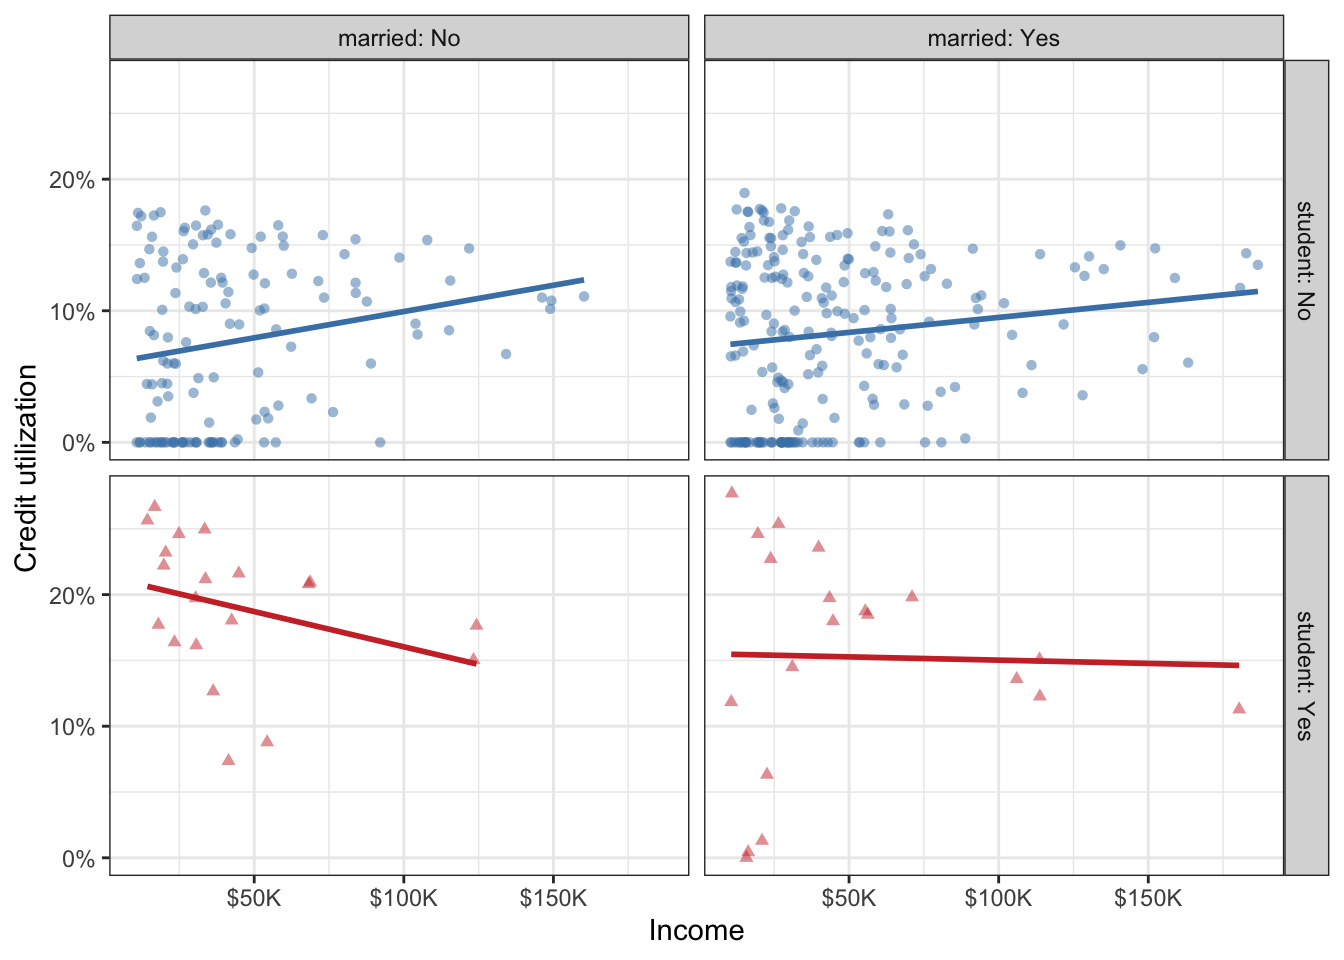 married: No
married: Yes
20%
10%
0%
student: No
Credit utilization
20%
10%
0%
student: Yes
$50K
$100K
$150K
$50K
$100K
$150K
Income